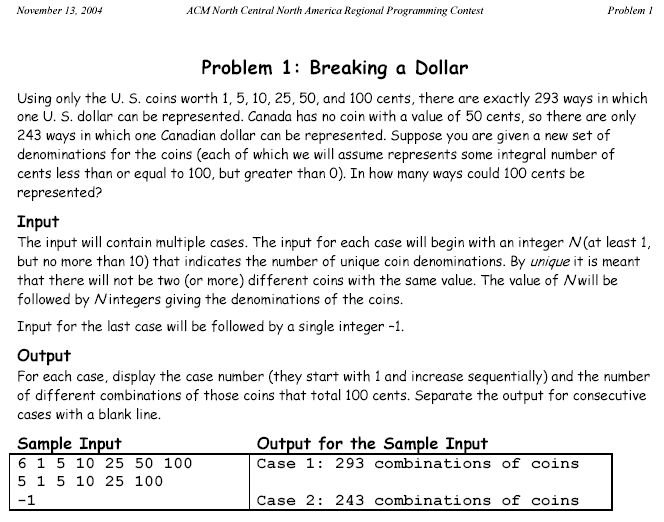 November 13, 2004 ACM North Central North America Regional Programming Contest Problem 1
Problem 1: Breaking a Dollar
Using only the U. S. coins worth 1, 5, 10, 25, 50, and 100 cents, there are exactly 293 ways in which
one U. S. dollar can be represented. Canada has no coin with a value of 50 cents, so there are only
243 ways in which one Canadian dollar can be represented. Suppose you are given a new set of
denominations for the coins (each of which we will assume represents some integral number of
cents less than or equal to 100, but greater than 0). In how many ways could 100 cents be
represented?
Input
The input will contain multiple cases. The input for each case will begin with an integer N (at least 1,
but no more than 10) that indicates the number of unique coin denominations. By unique it is meant
that there will not be two (or more) different coins with the same value. The value of N will be
followed by N integers giving the denominations of the coins.
Input for the last case will be followed by a single integer –1.
Output
For each case, display the case number (they start with 1 and increase sequentially) and the number
of different combinations of those coins that total 100 cents. Separate the output for consecutive
cases with a blank line.
Sample Input Output for the Sample Input
6 1 5 10 25 50 100 Case 1: 293 combinations of coins
5 1 5 10 25 100
-1 Case 2: 243 combinations of coins